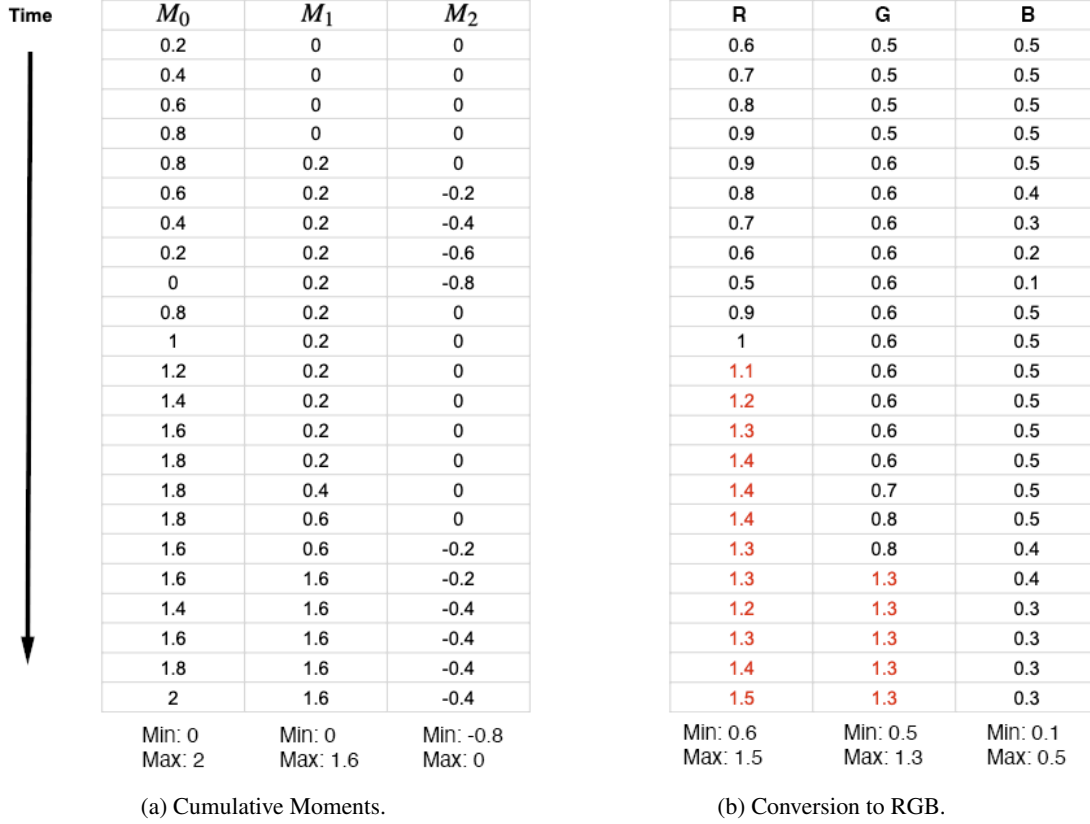 Time M₀ M₁ M₂ R G B
0.2 0 0 0.6 0.5 0.5
0.4 0 0 0.7 0.5 0.5
0.6 0 0 0.8 0.5 0.5
0.8 0 0 0.9 0.5 0.5
0.8 0.2 0 0.9 0.6 0.5
0.6 0.2 -0.2 0.8 0.6 0.4
0.4 0.2 -0.4 0.7 0.6 0.3
0.2 0.2 -0.6 0.6 0.6 0.2
0 0.2 -0.8 0.5 0.6 0.1
0.8 0.2 0 0.9 0.6 0.5
1 0.2 0 1 0.6 0.5
1.2 0.2 0 1.1 0.6 0.5
1.4 0.2 0 1.2 0.6 0.5
1.6 0.2 0 1.3 0.6 0.5
1.8 0.2 0 1.4 0.6 0.5
1.8 0.4 0 1.4 0.7 0.5
1.8 0.6 0 1.4 0.8 0.5
1.6 0.6 -0.2 1.3 0.8 0.4
1.6 1.6 -0.2 1.3 1.3 0.4
1.4 1.6 -0.4 1.2 1.3 0.3
1.6 1.6 -0.4 1.3 1.3 0.3
1.8 1.6 -0.4 1.4 1.3 0.3
2 1.6 -0.4 1.5 1.3 0.3
Min: 0 Min: 0 Min: -0.8 Min: 0.6 Min: 0.5 Min: 0.1
Max: 2 Max: 1.6 Max: 0 Max: 1.5 Max: 1.3 Max: 0.5
(a) Cumulative Moments. (b) Conversion to RGB.